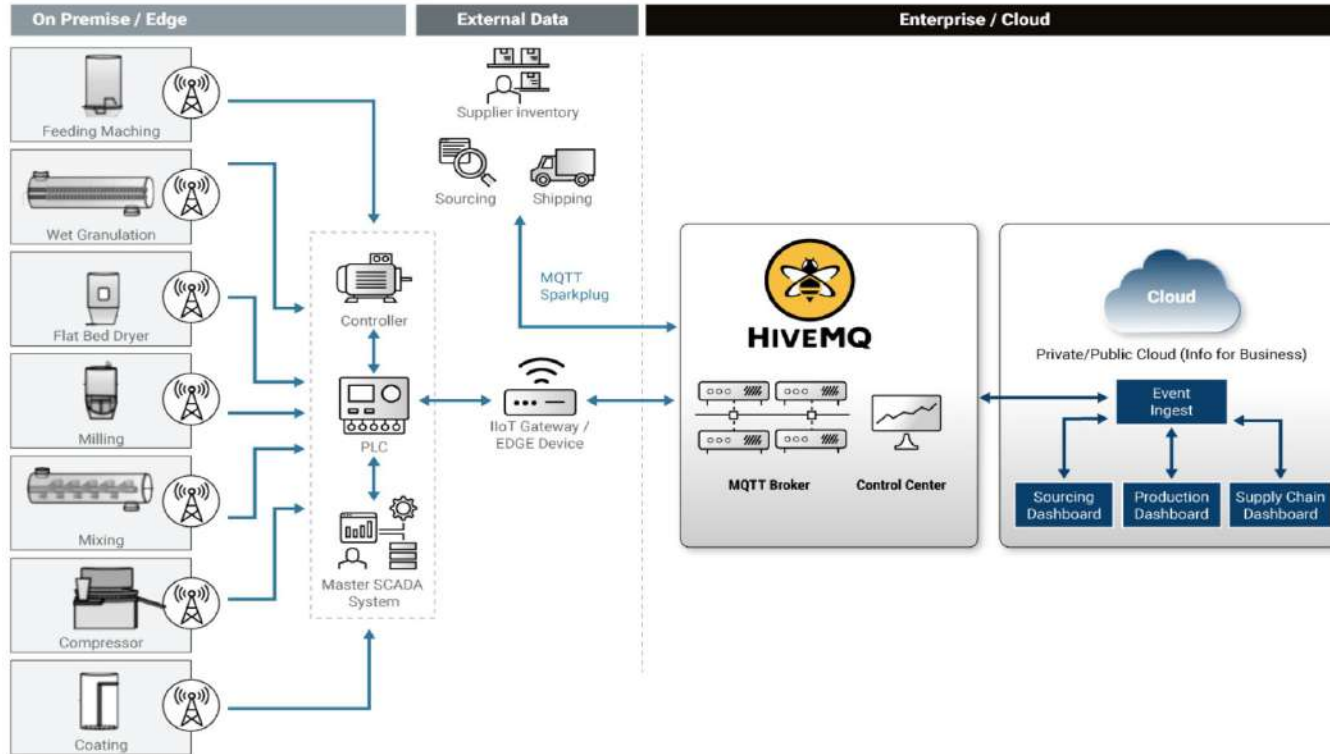 On Premise / Edge
External Data
Enterprise / Cloud
Feeding Maching
Wet Granulation
Flat Bed Dryer
Milling
Mixing
Compressor
Coating
Controller
PLC
Master SCADA
System
Supplier inventory
Sourcing
Shipping
MQTT
Sparkplug
IIoT Gateway /
EDGE Device
HIVEMQ
MQTT Broker
Control Center
Cloud
Private/Public Cloud (Info for Business)
Event
Ingest
Sourcing
Dashboard
Production
Dashboard
Supply Chain
Dashboard